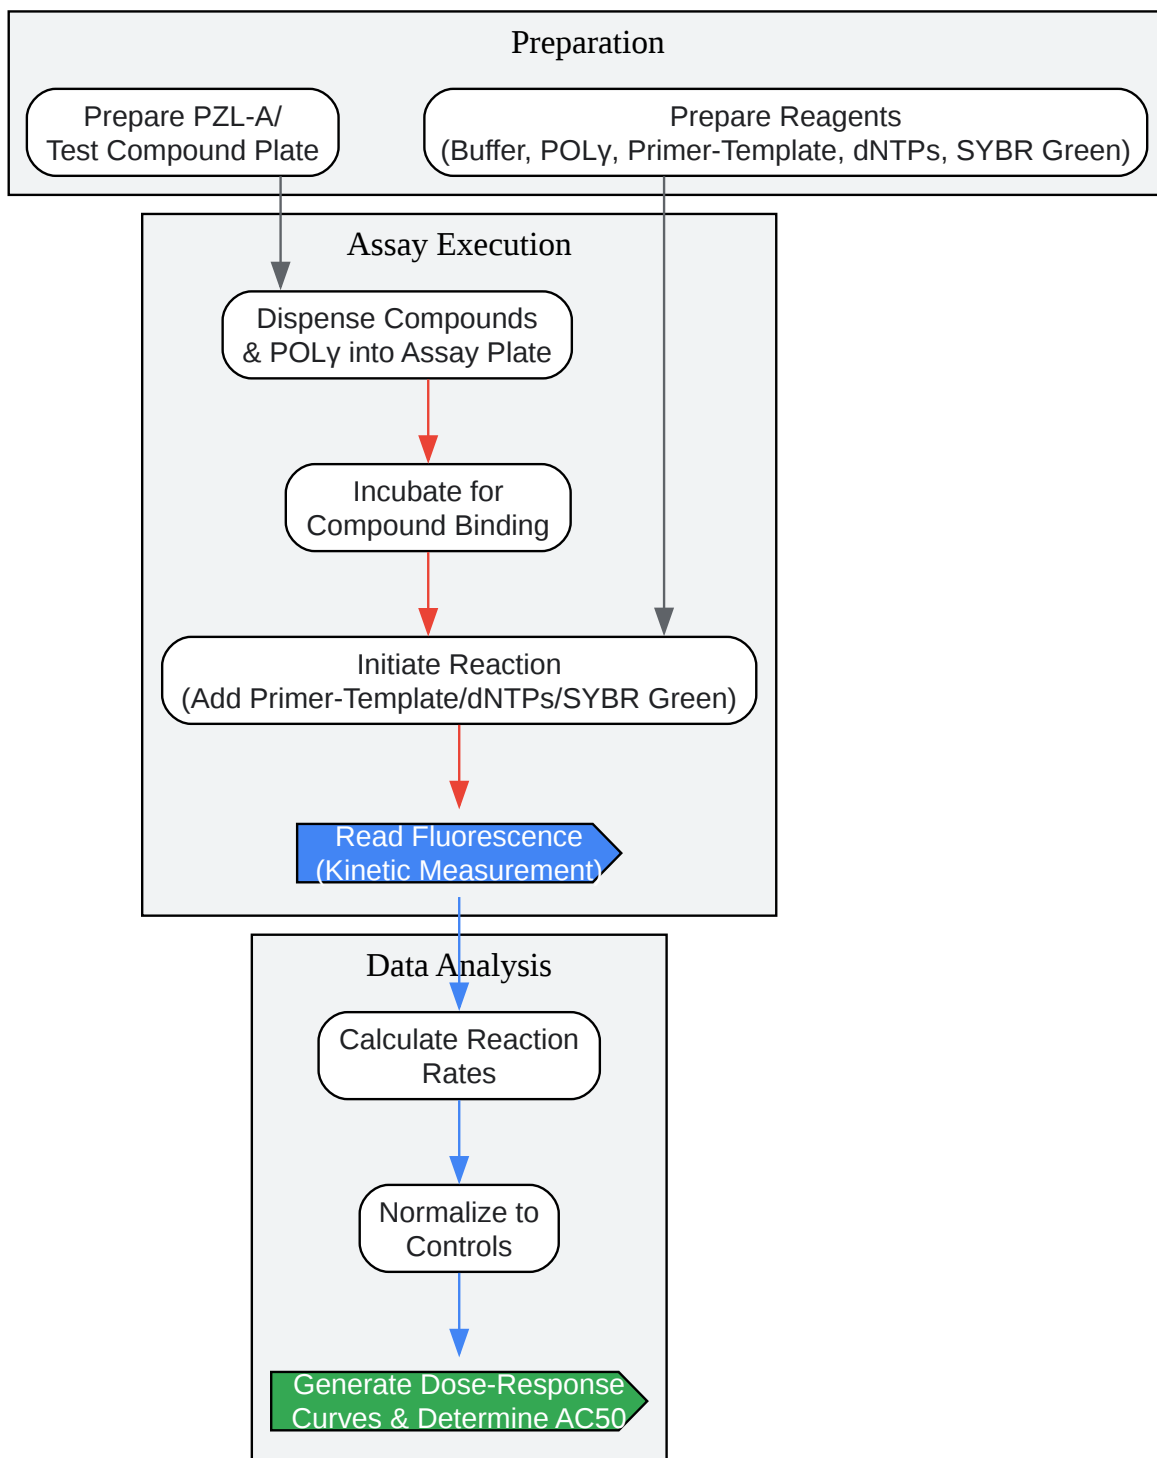 Preparation
Prepare PZL-A/
Test Compound Plate
Prepare Reagents
(Buffer, POLγ, Primer-Template, dNTPs, SYBR Green)
Assay Execution
Dispense Compounds
& POLγ into Assay Plate
Incubate for
Compound Binding
Initiate Reaction
(Add Primer-Template/dNTPs/SYBR Green)
Read Fluorescence
(Kinetic Measurement)
Data Analysis
Calculate Reaction
Rates
Normalize to
Controls
Generate Dose-Response
Curves & Determine AC50